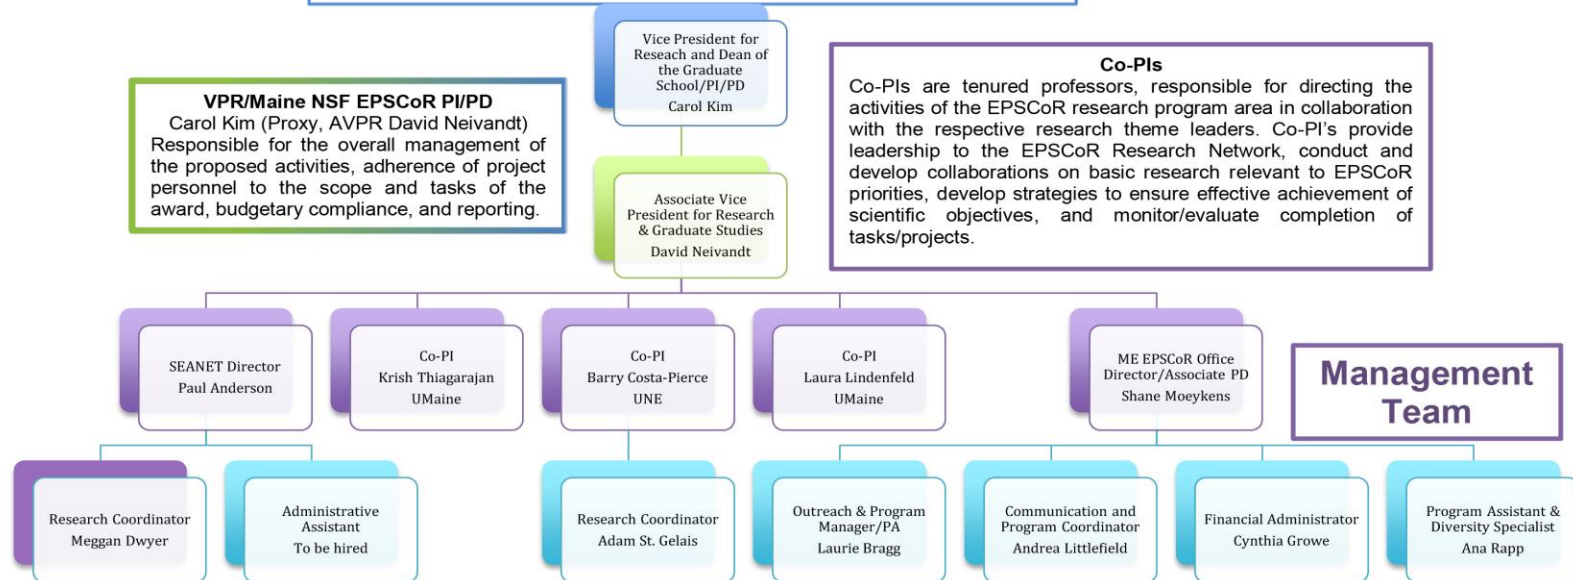 Vice President for
Reseach and Dean of
the Graduate
School/PI/PD
Carol Kim
VPR/Maine NSF EPSCoR PI/PD
Carol Kim (Proxy, AVPR David Neivandt)
Responsible for the overall management of
the proposed activities, adherence of project
personnel to the scope and tasks of the
award, budgetary compliance, and reporting.
Co-PIs
Co-PIs are tenured professors, responsible for directing the
activities of the EPSCoR research program area in collaboration
with the respective research theme leaders. Co-PI's provide
leadership to the EPSCoR Research Network, conduct and
develop collaborations on basic research relevant to EPSCoR
priorities, develop strategies to ensure effective achievement of
scientific objectives, and monitor/evaluate completion of
tasks/projects.
Associate Vice
President for Research
& Graduate Studies
David Neivandt
SEANET Director
Paul Anderson
Co-PI
Krish Thiagarajan
UMaine
Co-PI
Barry Costa-Pierce
UNE
Co-PI
Laura Lindenfeld
UMaine
ME EPSCoR Office
Director/Associate PD
Shane Moeykens
Management
Team
Research Coordinator
Meggan Dwyer
Administrative
Assistant
To be hired
Research Coordinator
Adam St. Gelais
Outreach & Program
Manager/PA
Laurie Bragg
Communication and
Program Coordinator
Andrea Littlefield
Financial Administrator
Cynthia Growe
Program Assistant &
Diversity Specialist
Ana Rapp